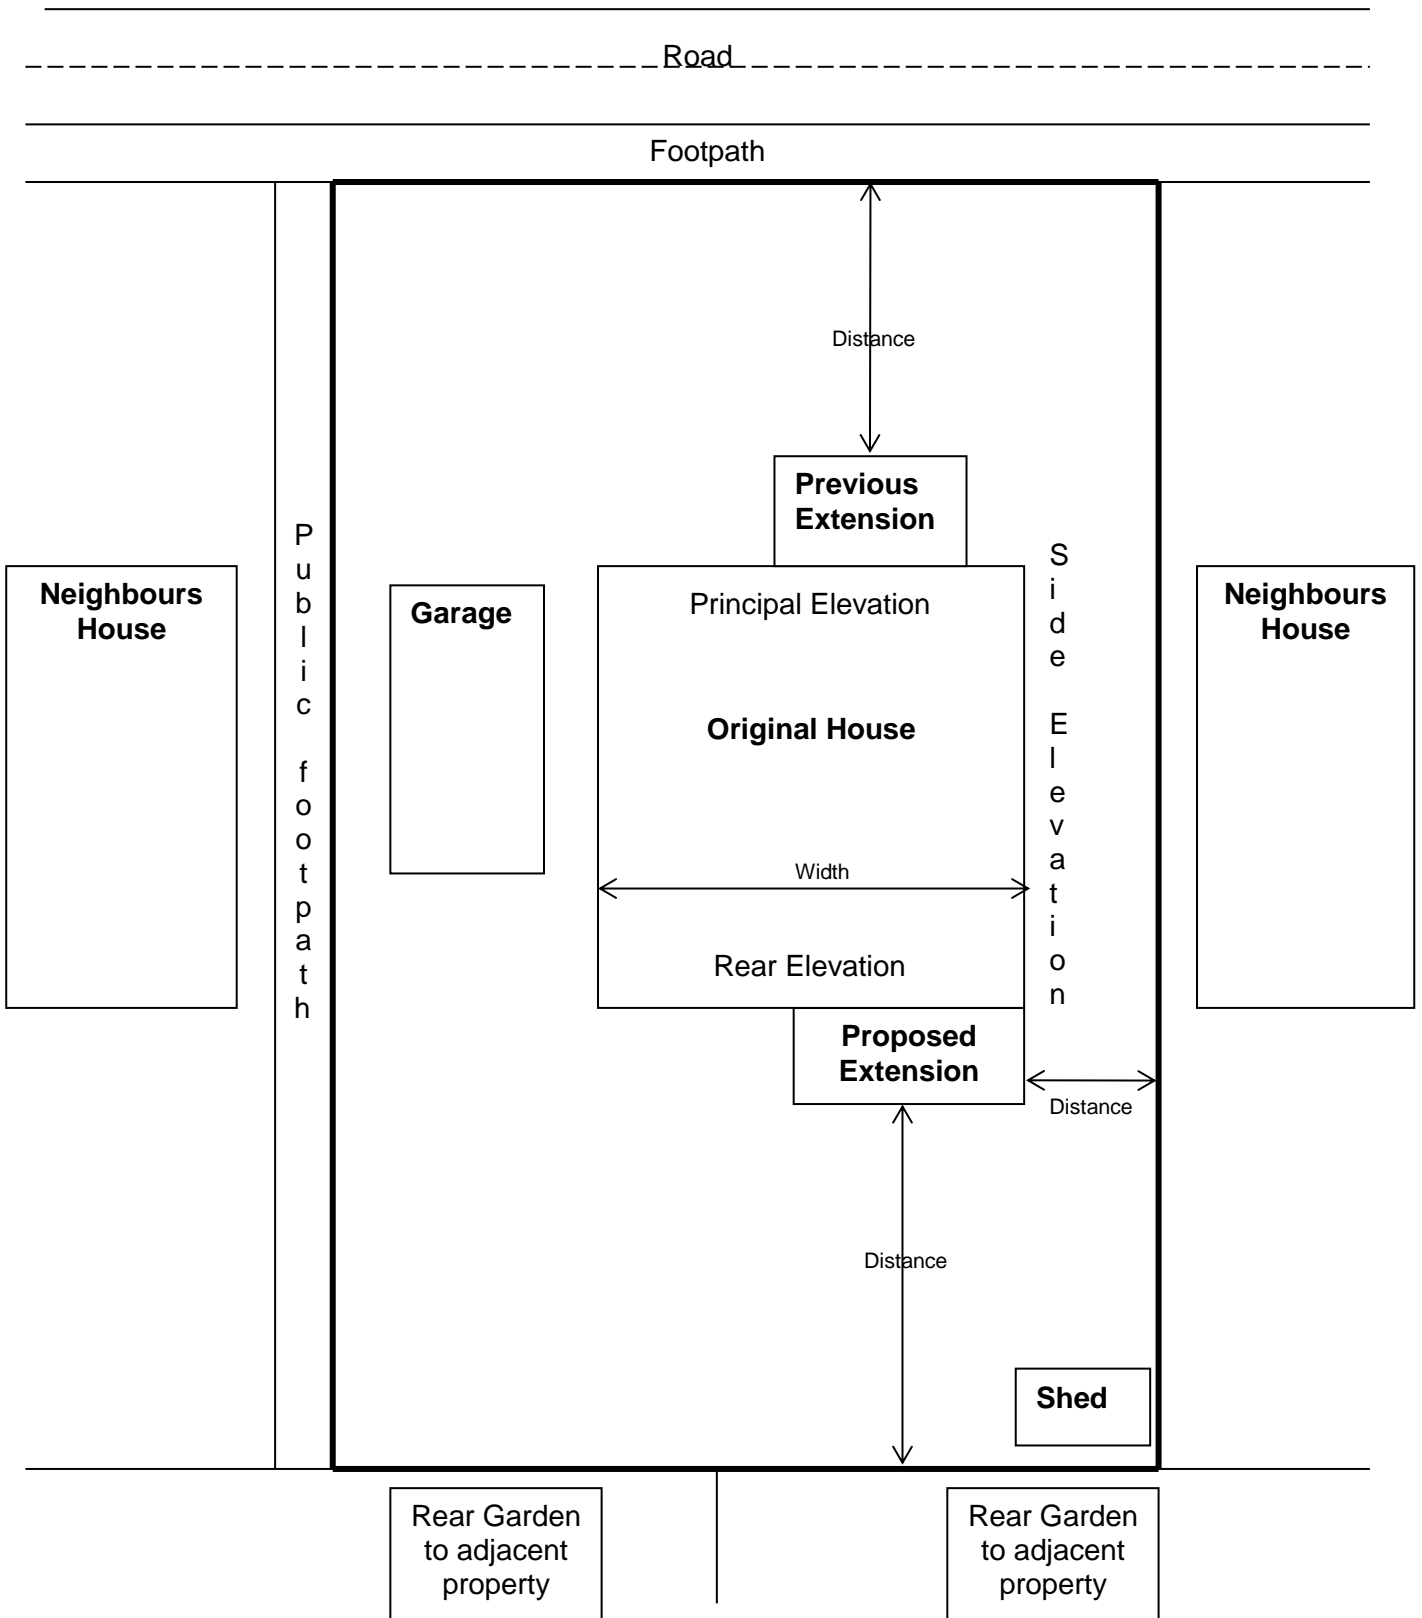 Road
Footpath
Distance
Previous
Extension
Public footpath
Side Elevation
Neighbours
House
Garage
Principal Elevation
Neighbours
House
Original House
Width
Rear Elevation
Proposed
Extension
Distance
Distance
Shed
Rear Garden
to adjacent
property
Rear Garden
to adjacent
property